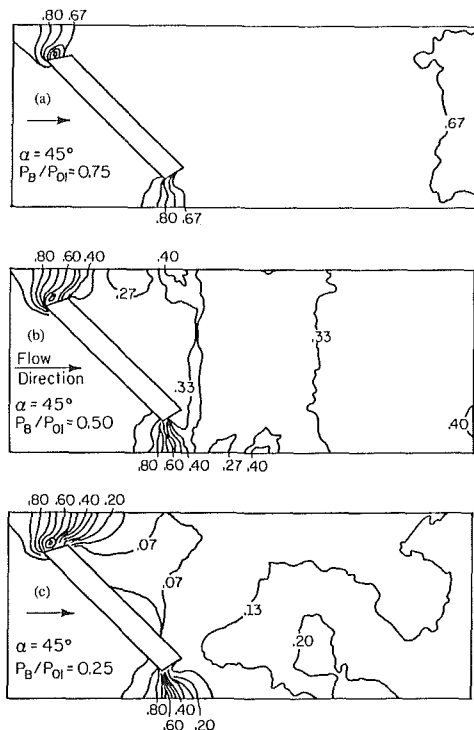 .80 .67
(a)
α = 45°
P_B/P_01 = 0.75
.67
.80 .67
.80 .60 .40 .40
.27
(b)
Flow
Direction
α = 45°
P_B/P_01 = 0.50
.33
.33
.40
.80 .60 .40 .27 .40
.80 .60 .40 .20
.07
(c)
.07
.13
.20
α = 45°
P_B/P_01 = 0.25
.80 .40
.60 .20